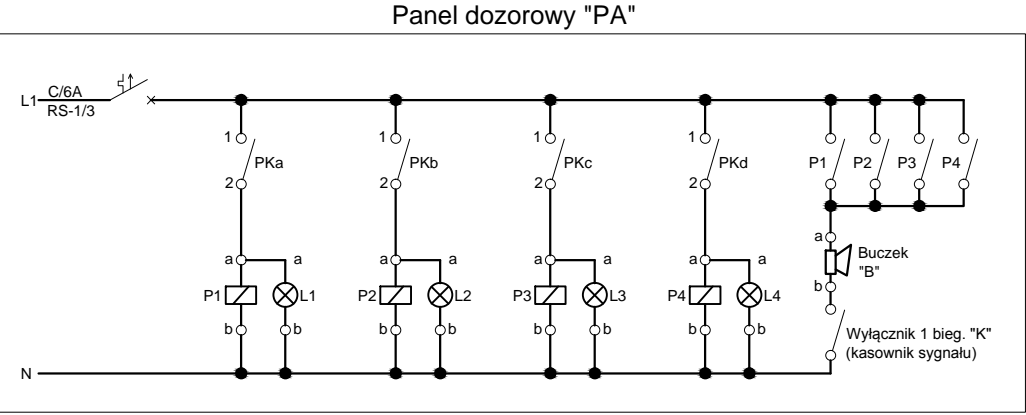 Panel dozorowy "PA"
L1 C/6A
RS-1/3
1 1 1 1
PKa PKb PKc PKd P1 P2 P3 P4
2 2 2 2
a
a a a a a a a a Buczek
"B"
P1 L1 P2 L2 P3 L3 P4 L4 b
b b b b b b b b Wyłącznik 1 bieg. "K"
(kasownik sygnału)
N